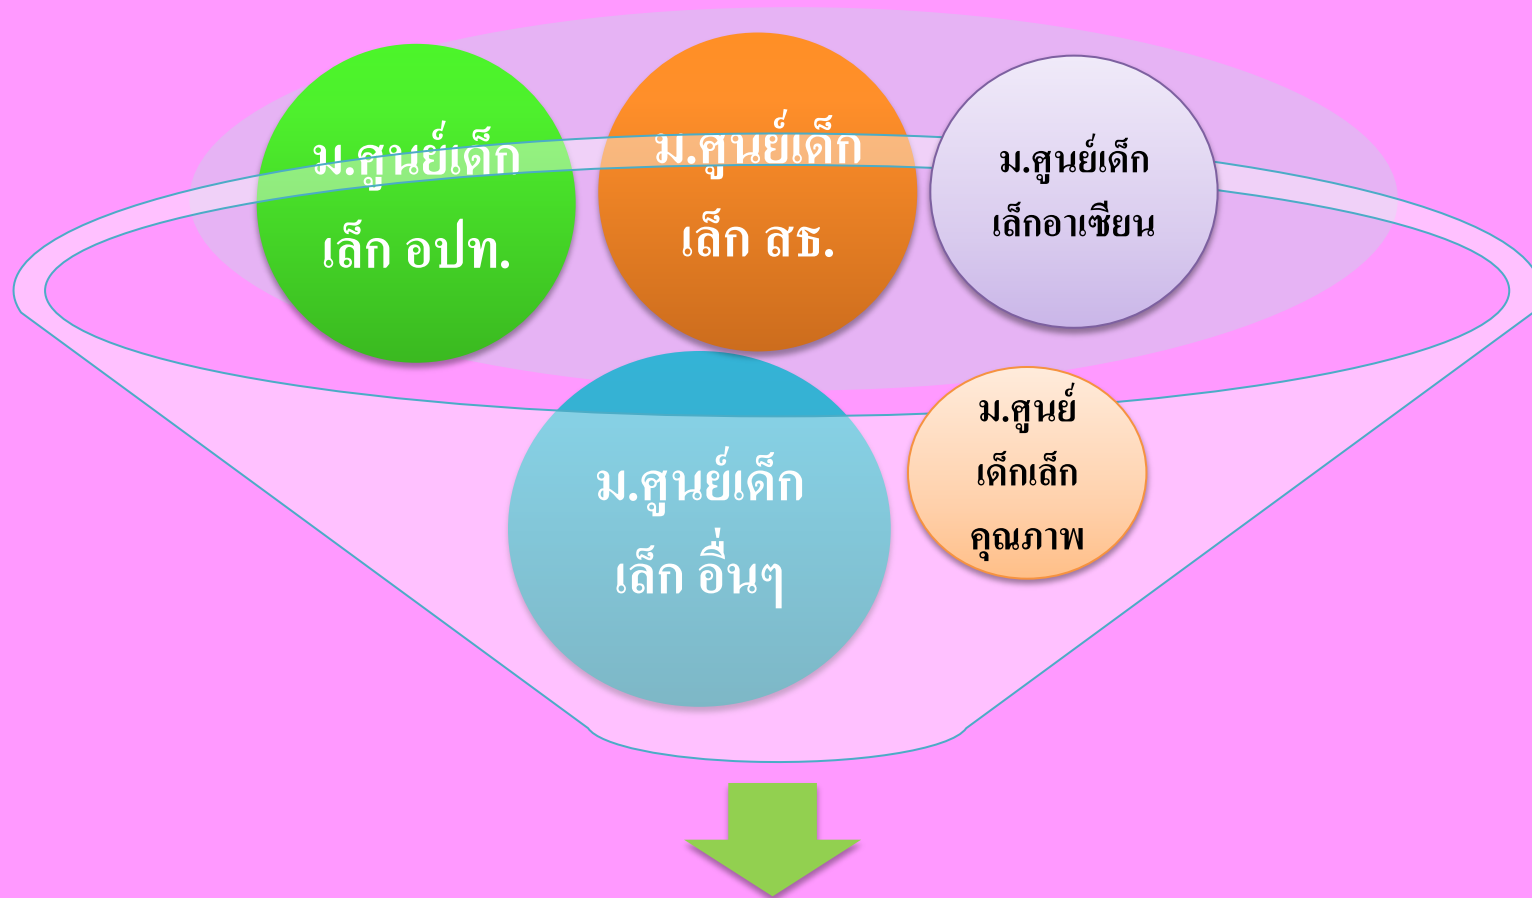 ม.ศูนย์เด็ก
เล็ก อปท.
ม.ศูนย์เด็ก
เล็ก สธ.
ม.ศูนย์เด็ก
เล็กอาเซียน
ม.ศูนย์เด็ก
เล็ก อื่นๆ
ม.ศูนย์
เด็กเล็ก
คุณภาพ